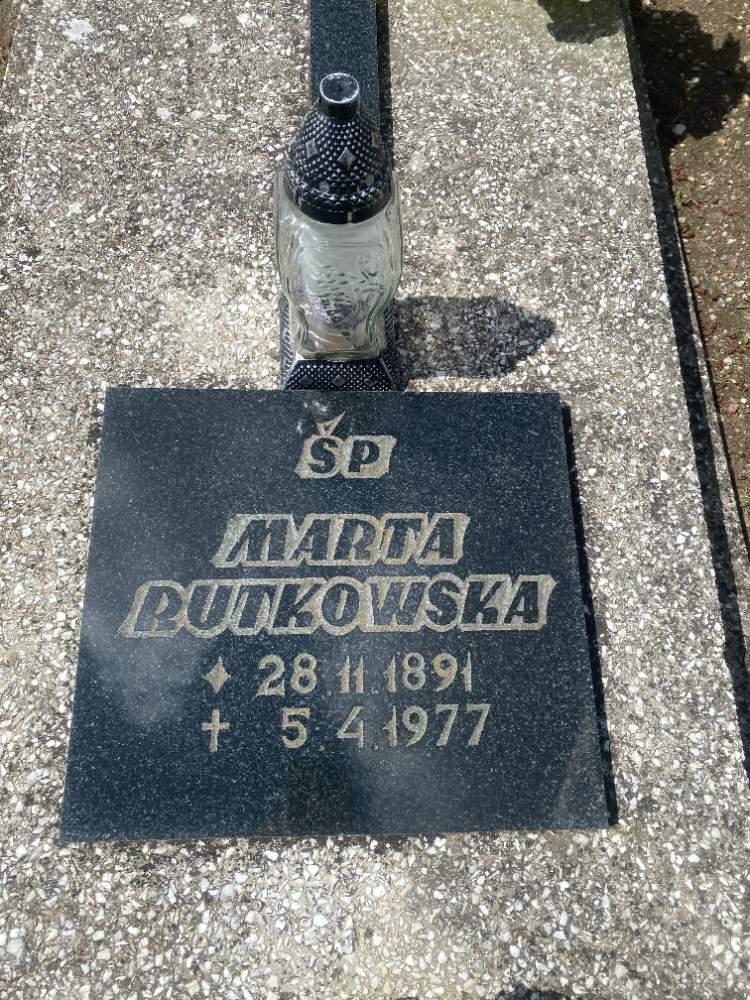 ŚP
MARTA
RUTKOWSKA
✦ 28.11.1891
✝ 5.4.1977